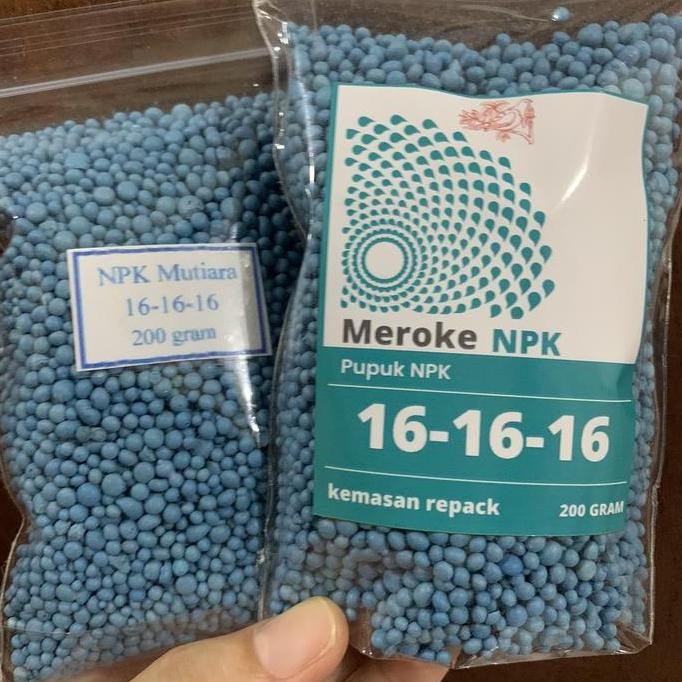 NPK Mutiara
16-16-16
200 gram
Meroke NPK
Pupuk NPK
16-16-16
kemasan repack
200 GRAM